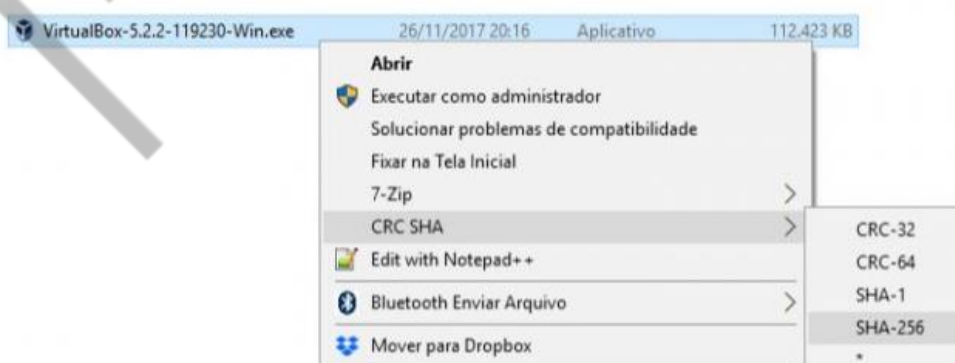 VirtualBox-5.2.2-119230-Win.exe 26/11/2017 20:16 Aplicativo 112.423 KB
Abrir
Executar como administrador
Solucionar problemas de compatibilidade
Fixar na Tela Inicial
7-Zip
CRC SHA
Edit with Notepad++
Bluetooth Enviar Arquivo
Mover para Dropbox
CRC-32
CRC-64
SHA-1
SHA-256
*